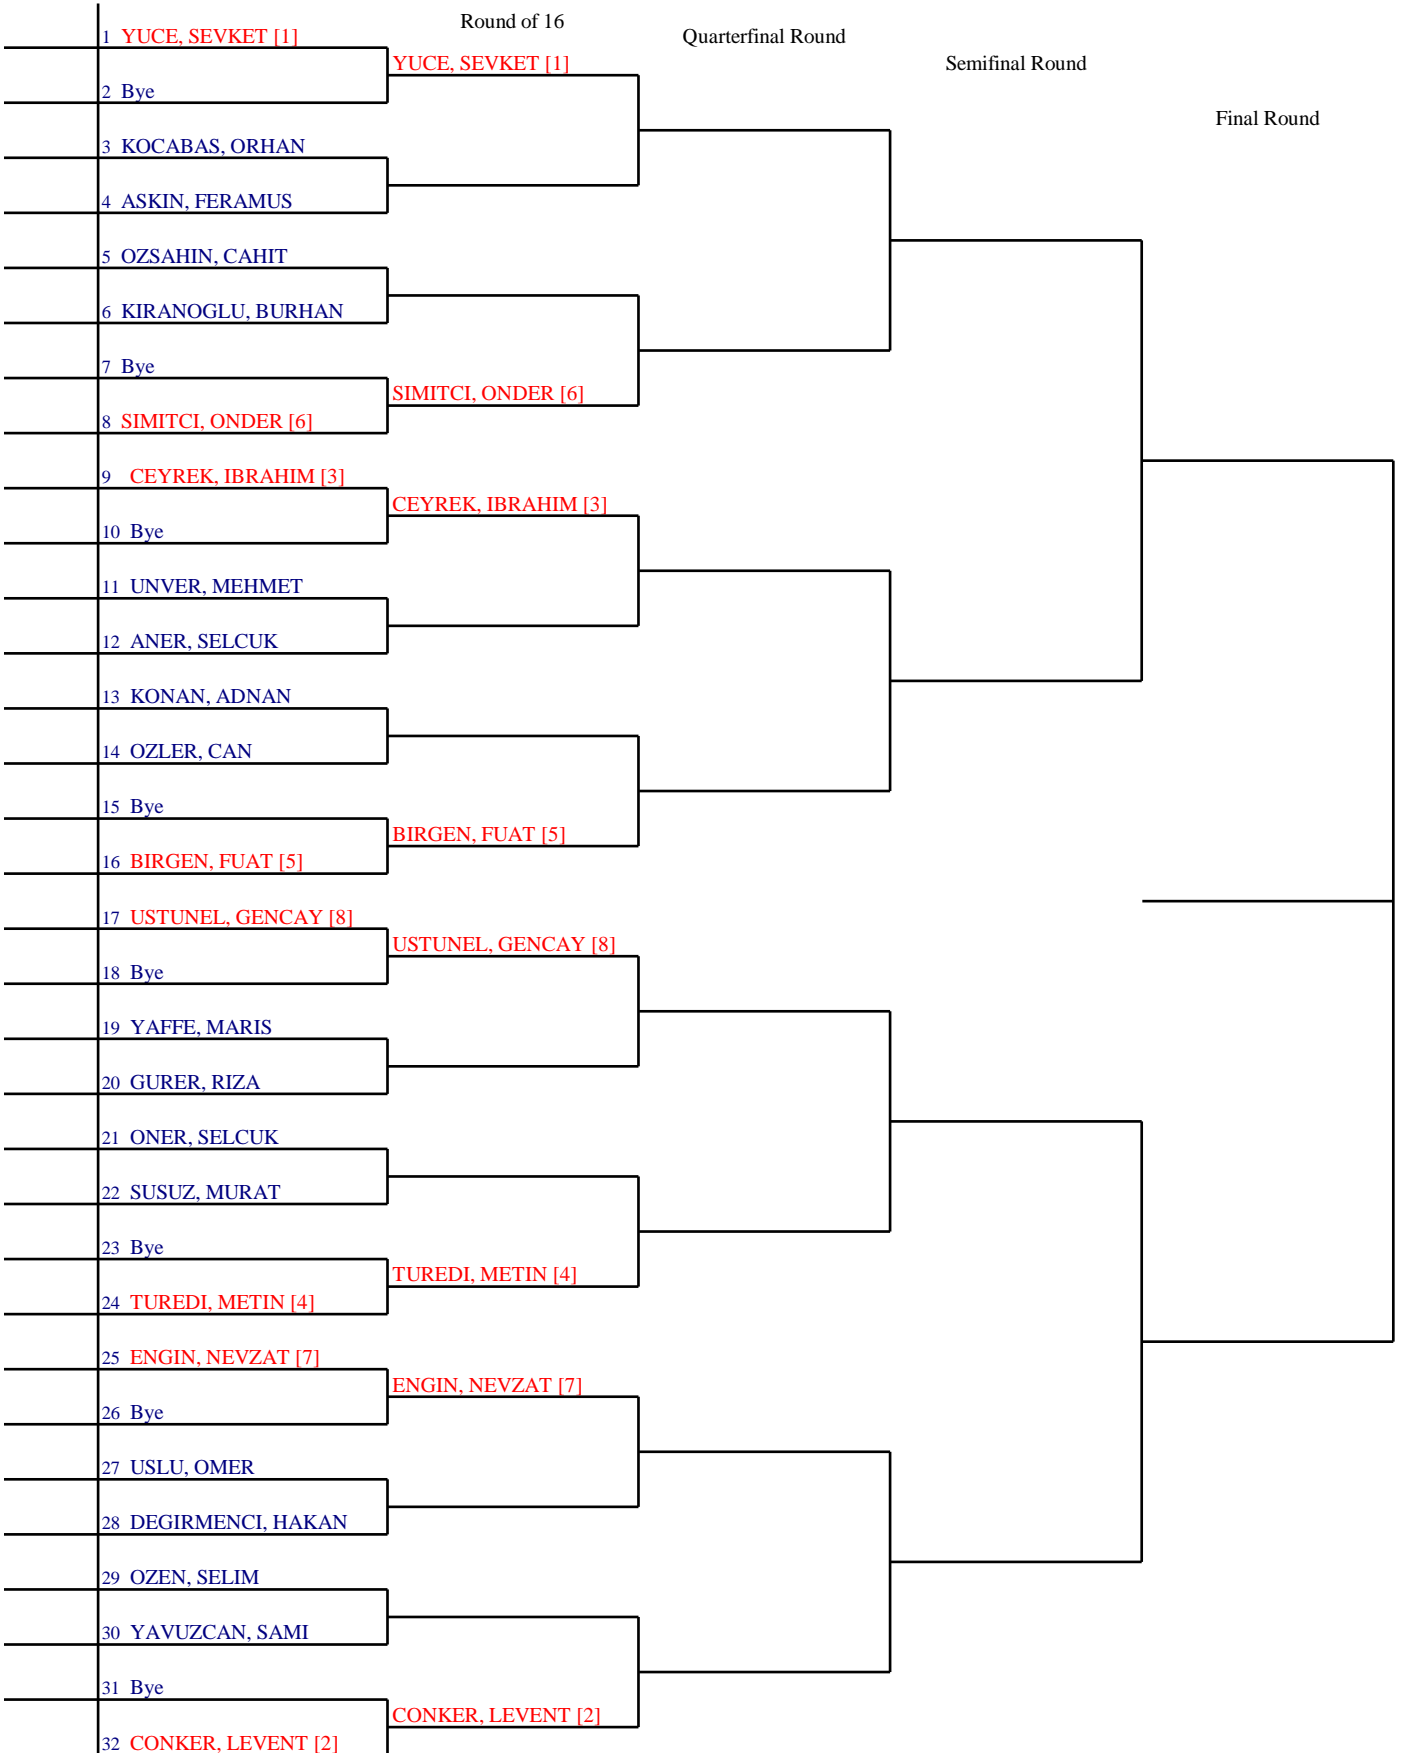 Round of 16
Quarterfinal Round
Semifinal Round
Final Round
1 YUCE, SEVKET [1]
YUCE, SEVKET [1]
2 Bye
3 KOCABAS, ORHAN
4 ASKIN, FERAMUS
5 OZSAHIN, CAHIT
6 KIRANOGLU, BURHAN
7 Bye
SIMITCI, ONDER [6]
8 SIMITCI, ONDER [6]
9 CEYREK, IBRAHIM [3]
CEYREK, IBRAHIM [3]
10 Bye
11 UNVER, MEHMET
12 ANER, SELCUK
13 KONAN, ADNAN
14 OZLER, CAN
15 Bye
BIRGEN, FUAT [5]
16 BIRGEN, FUAT [5]
17 USTUNEL, GENCAY [8]
USTUNEL, GENCAY [8]
18 Bye
19 YAFFE, MARIS
20 GURER, RIZA
21 ONER, SELCUK
22 SUSUZ, MURAT
23 Bye
TUREDI, METIN [4]
24 TUREDI, METIN [4]
25 ENGIN, NEVZAT [7]
ENGIN, NEVZAT [7]
26 Bye
27 USLU, OMER
28 DEGIRMENCI, HAKAN
29 OZEN, SELIM
30 YAVUZCAN, SAMI
31 Bye
CONKER, LEVENT [2]
32 CONKER, LEVENT [2]